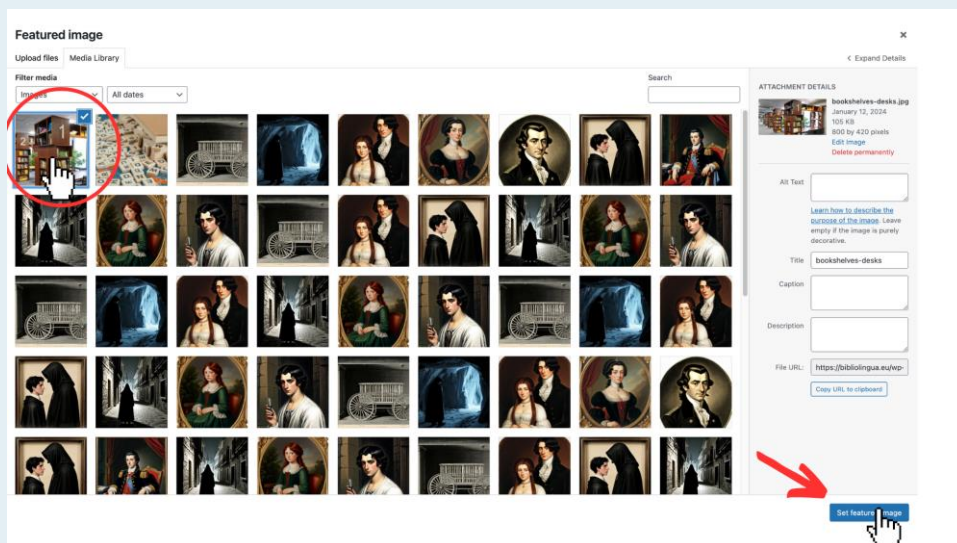 Featured image
×
Upload files Media Library
< Expand Details
Filter media
Images
All dates
Search
1
2
ATTACHMENT DETAILS
bookshelves-desks.jpg
January 12, 2024
105 KB
800 by 420 pixels
Edit Image
Delete permanently
Alt Text
Learn how to describe the
purpose of the image. Leave
empty if the image is purely
decorative.
Title bookshelves-desks
Caption
Description
File URL: https://bibliolingua.eu/wp-
Copy URL to clipboard
Set featured image